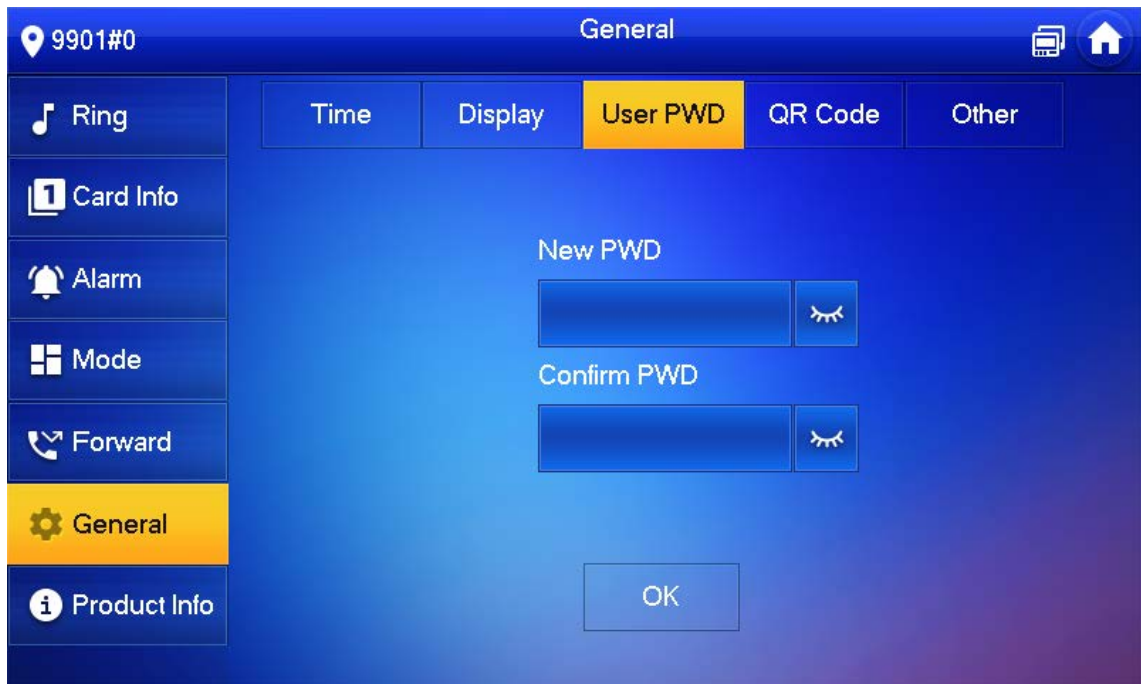 9901#0
General
Ring
Card Info
1
Alarm
Mode
Forward
General
Product Info
Time
Display
User PWD
QR Code
Other
New PWD
Confirm PWD
OK